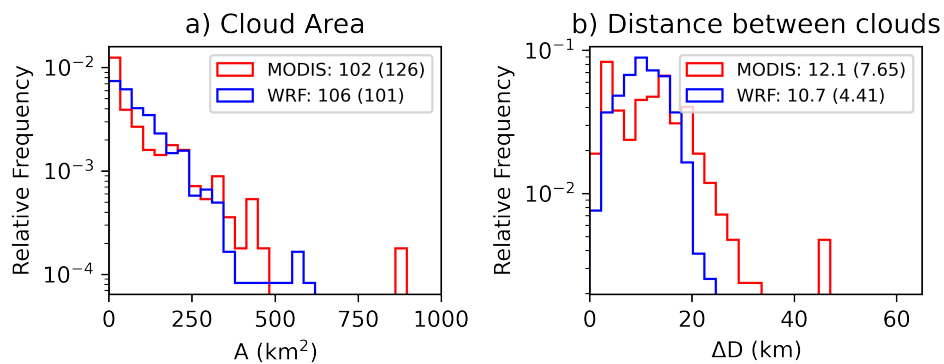 a) Cloud Area
MODIS: 102 (126)
WRF: 106 (101)
Relative Frequency
10⁻²
10⁻³
10⁻⁴
0 250 500 750 1000
A (km²)
b) Distance between clouds
MODIS: 12.1 (7.65)
WRF: 10.7 (4.41)
Relative Frequency
10⁻¹
10⁻²
0 20 40 60
ΔD (km)